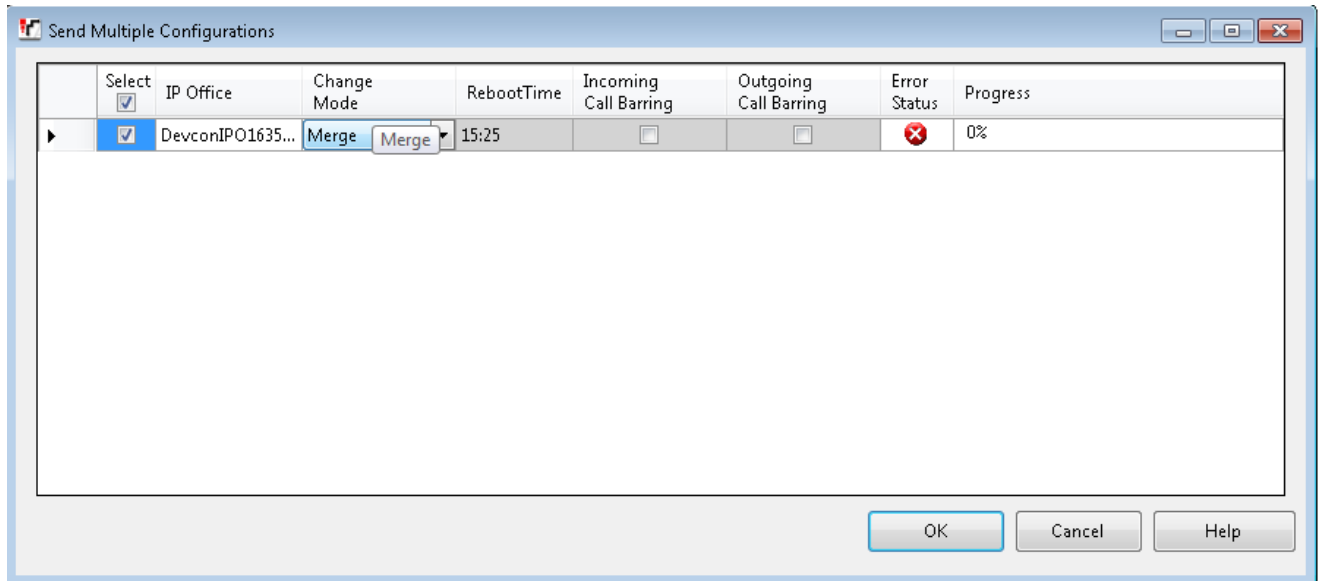 Send Multiple Configurations
Select IP Office Change Mode RebootTime Incoming Call Barring Outgoing Call Barring Error Status Progress
DevconIPO1635... Merge Merge 15:25 0%
OK Cancel Help